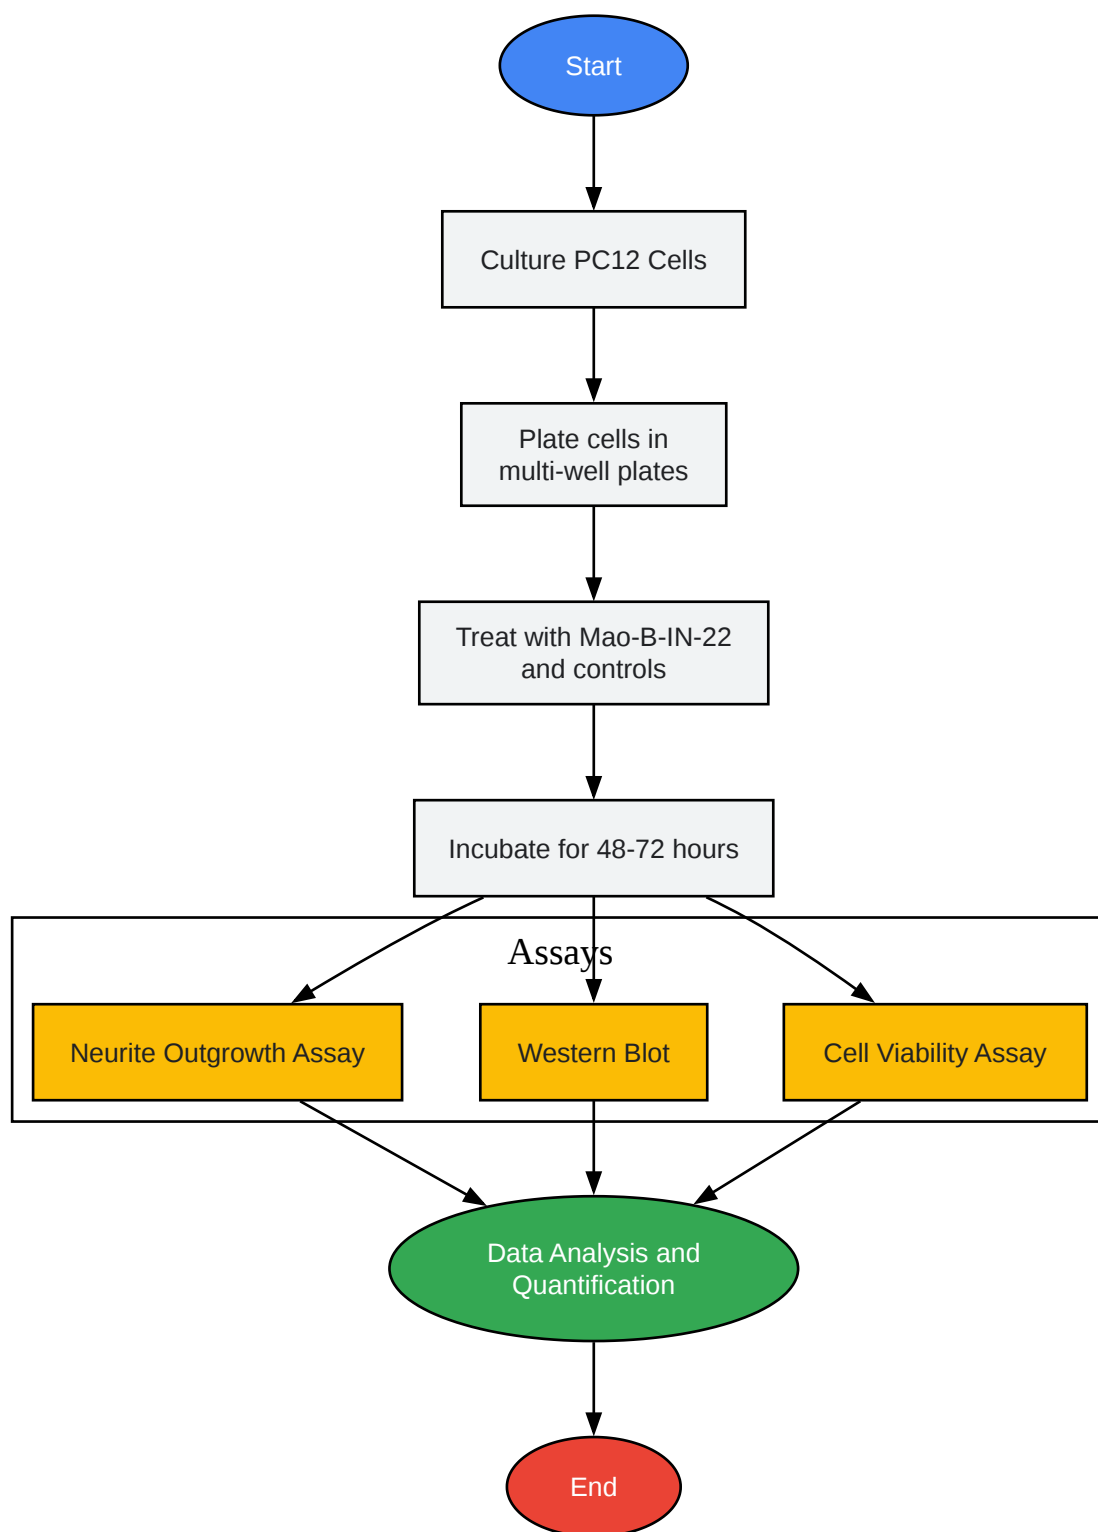 Start
Culture PC12 Cells
Plate cells in
multi-well plates
Treat with Mao-B-IN-22
and controls
Incubate for 48-72 hours
Assays
Neurite Outgrowth Assay
Western Blot
Cell Viability Assay
Data Analysis and
Quantification
End